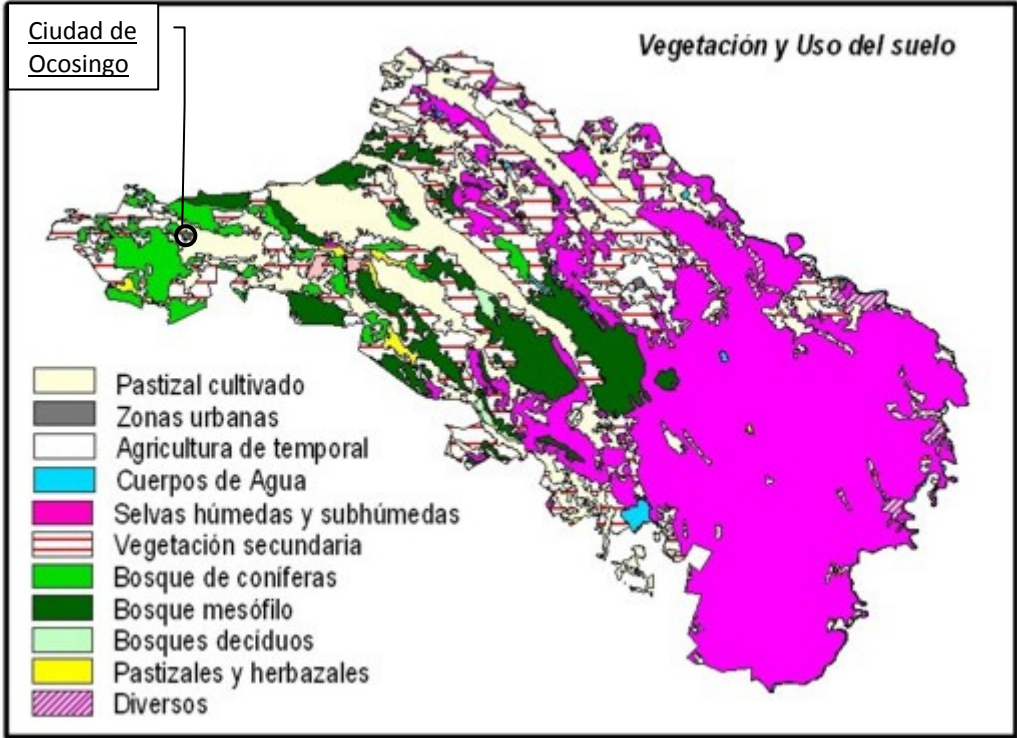 Ciudad de
Ocosingo
Vegetación y Uso del suelo
Pastizal cultivado
Zonas urbanas
Agricultura de temporal
Cuerpos de Agua
Selvas húmedas y subhúmedas
Vegetación secundaria
Bosque de coníferas
Bosque mesófilo
Bosques decíduos
Pastizales y herbazales
Diversos